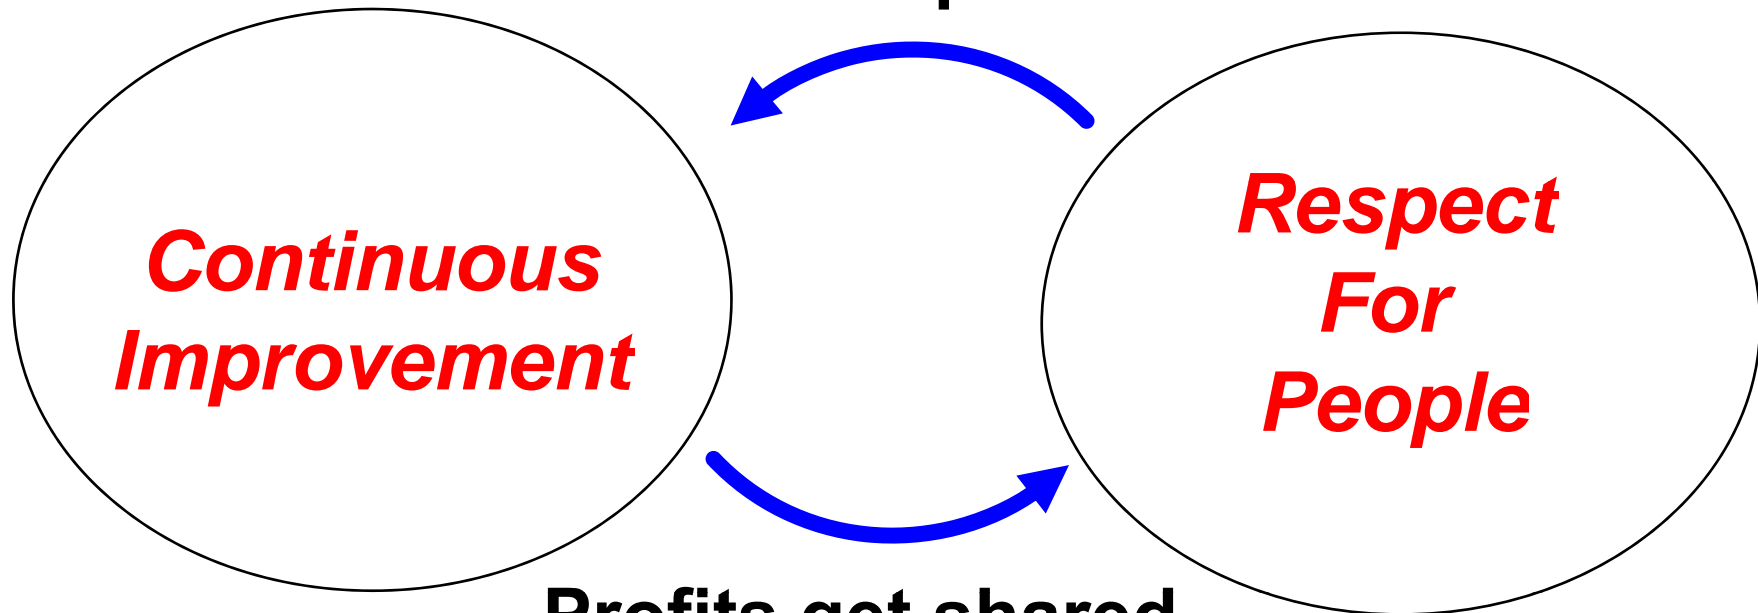 Continuous
Improvement
Respect
For
People
Profits get shared